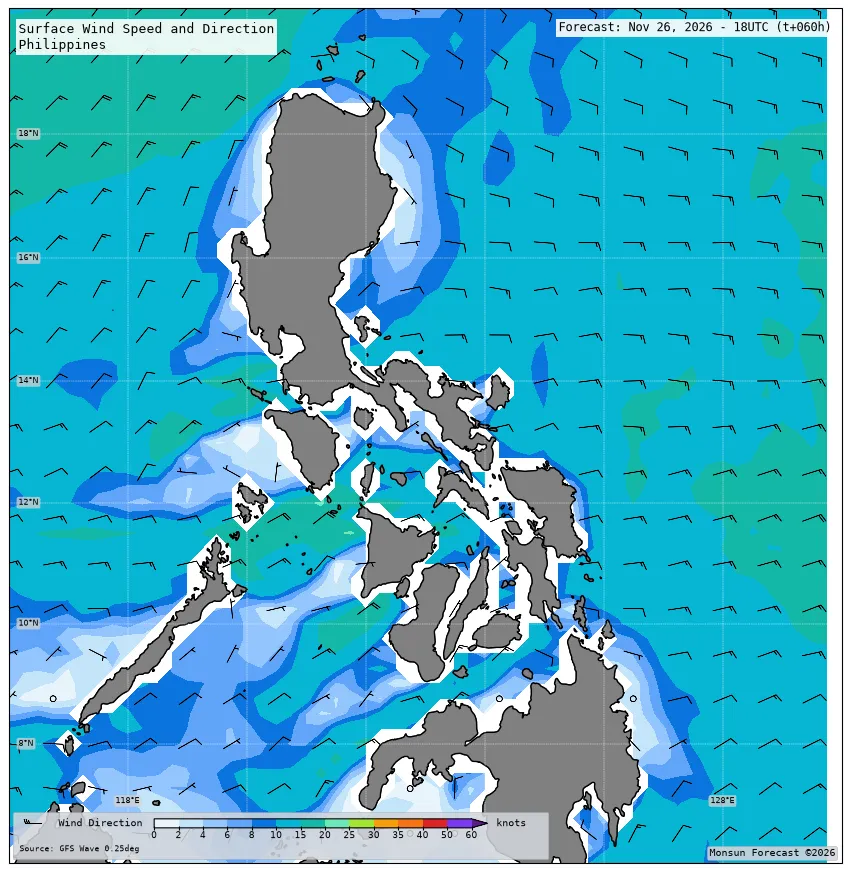 Surface Wind Speed and Direction
Philippines
Forecast: Nov 26, 2026 - 18UTC (t+060h)
18°N
16°N
14°N
12°N
10°N
8°N
118°E
128°E
Wind Direction
knots
0 2 4 6 8 10 15 20 25 30 35 40 50 60
Source: GFS Wave 0.25deg
Monsun Forecast ©2026